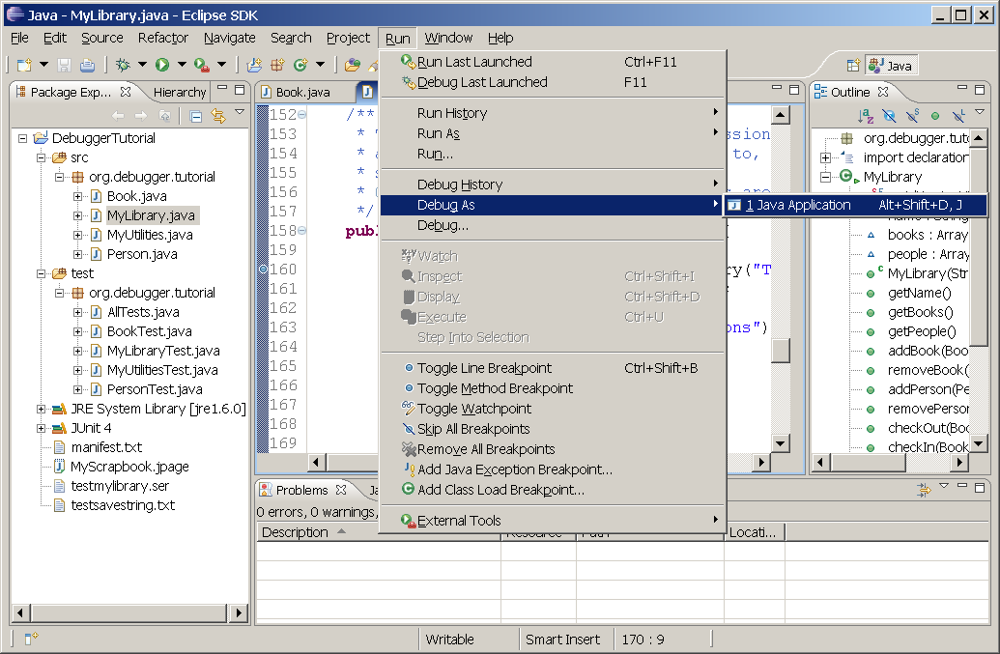 Java - MyLibrary.java - Eclipse SDK
File Edit Source Refactor Navigate Search Project Run Window Help
Java
Package Exp...
Hierarchy
DebuggerTutorial
src
org.debugger.tutorial
Book.java
MyLibrary.java
MyUtilities.java
Person.java
test
org.debugger.tutorial
AllTests.java
BookTest.java
MyLibraryTest.java
MyUtilitiesTest.java
PersonTest.java
JRE System Library [jre1.6.0]
JUnit 4
manifest.txt
MyScrapbook.jpage
testmylibrary.ser
testsavestring.txt
Book.java
152 /**
153 * T ssion
154 * a to,
155 * s
156 * are
157 */
158 publ
159
160 ry("T
161
162
163 ons")
164
165
166
167
168
169
Run Last Launched Ctrl+F11
Debug Last Launched F11
Run History
Run As
Run...
Debug History
Debug As
Debug...
Watch
Inspect Ctrl+Shift+I
Display Ctrl+Shift+D
Execute Ctrl+U
Step Into Selection
Toggle Line Breakpoint Ctrl+Shift+B
Toggle Method Breakpoint
Toggle Watchpoint
Skip All Breakpoints
Remove All Breakpoints
Add Java Exception Breakpoint...
Add Class Load Breakpoint...
External Tools
1 Java Application Alt+Shift+D, J
Outline
org.debugger.tuto
import declaration
MyLibrary
books : Array
people : Array
MyLibrary(Str
getName()
getBooks()
getPeople()
addBook(Boo
removeBook(
addPerson(Pe
removePerson
checkOut(Boo
checkIn(Book
Problems
Ja
0 errors, 0 warnings,
Description Resource Path Locati...
Writable Smart Insert 170 : 9